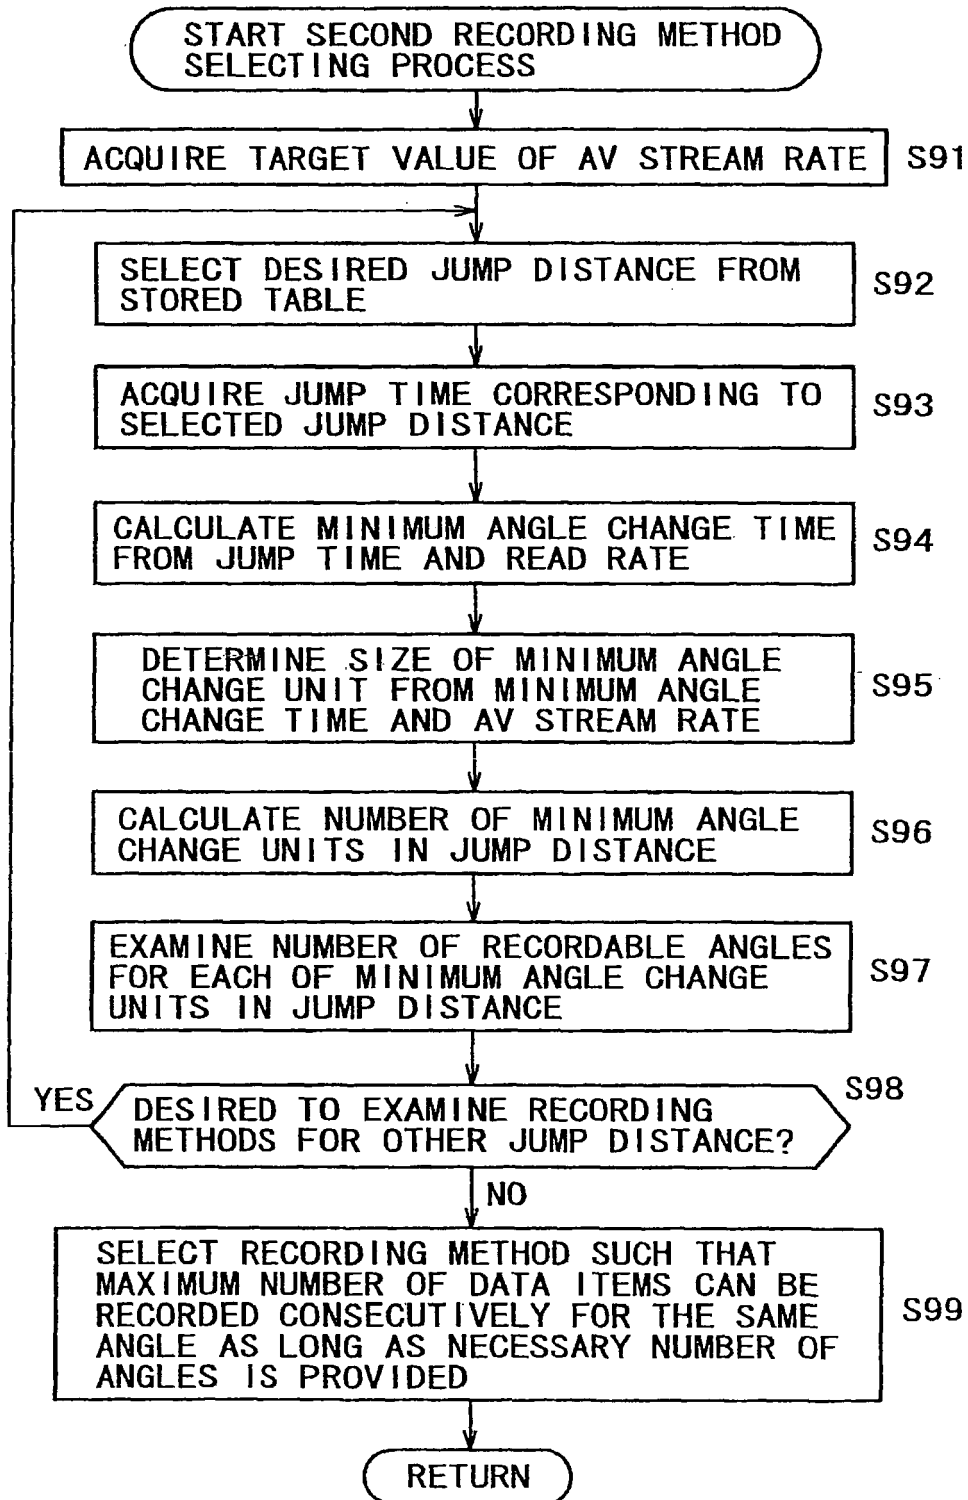 START SECOND RECORDING METHOD
SELECTING PROCESS
ACQUIRE TARGET VALUE OF AV STREAM RATE
S91
SELECT DESIRED JUMP DISTANCE FROM
STORED TABLE
S92
ACQUIRE JUMP TIME CORRESPONDING TO
SELECTED JUMP DISTANCE
S93
CALCULATE MINIMUM ANGLE CHANGE TIME
FROM JUMP TIME AND READ RATE
S94
DETERMINE SIZE OF MINIMUM ANGLE
CHANGE UNIT FROM MINIMUM ANGLE
CHANGE TIME AND AV STREAM RATE
S95
CALCULATE NUMBER OF MINIMUM ANGLE
CHANGE UNITS IN JUMP DISTANCE
S96
EXAMINE NUMBER OF RECORDABLE ANGLES
FOR EACH OF MINIMUM ANGLE CHANGE
UNITS IN JUMP DISTANCE
S97
YES
DESIRED TO EXAMINE RECORDING
METHODS FOR OTHER JUMP DISTANCE?
S98
NO
SELECT RECORDING METHOD SUCH THAT
MAXIMUM NUMBER OF DATA ITEMS CAN BE
RECORDED CONSECUTIVELY FOR THE SAME
ANGLE AS LONG AS NECESSARY NUMBER OF
ANGLES IS PROVIDED
S99
RETURN